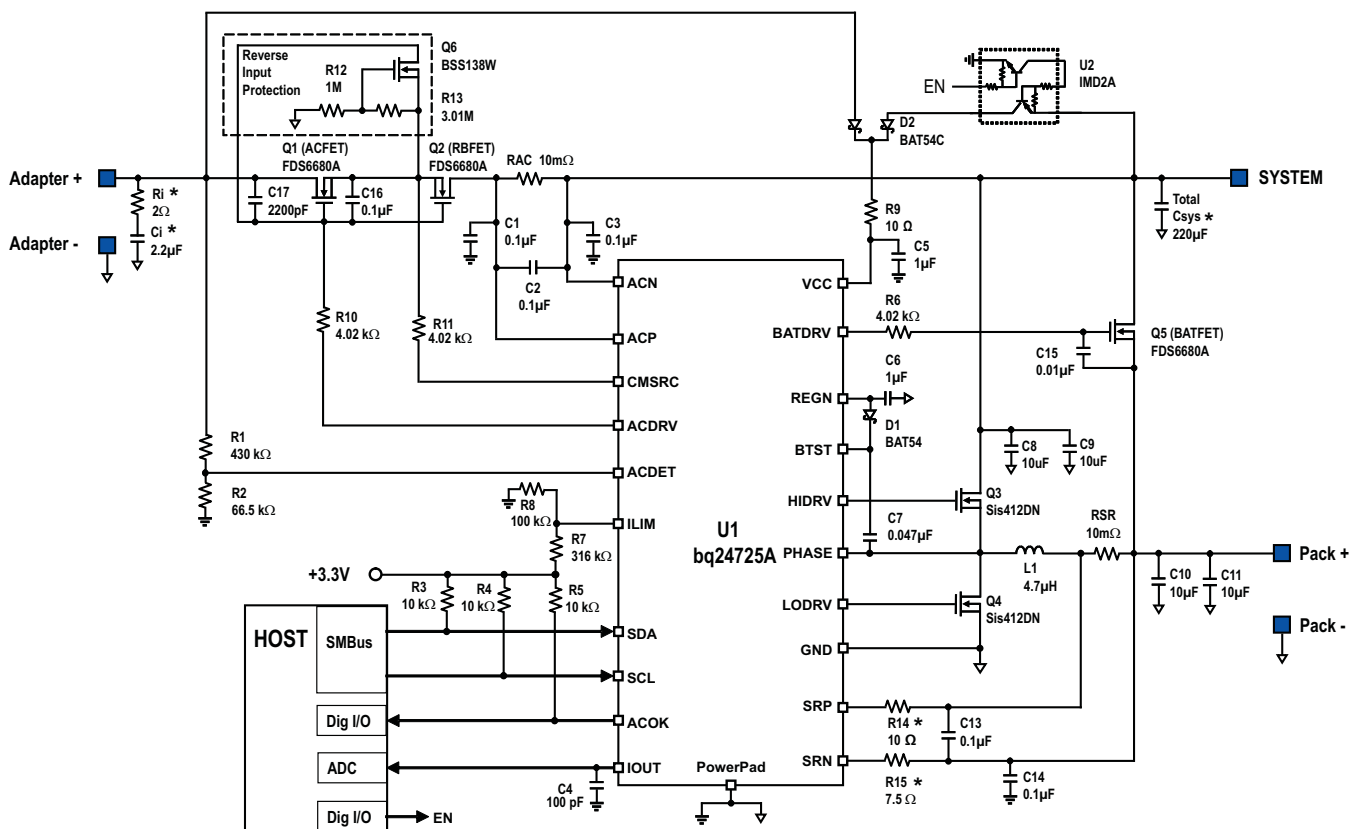 Reverse
Input
Protection
R12
1M
Q6
BSS138W
R13
3.01M
U2
IMD2A
EN
D2
BAT54C
Q1 (ACFET)
FDS6680A
Q2 (RBFET)
FDS6680A
RAC 10mΩ
Adapter +
SYSTEM
Ri *
2Ω
Ci *
2.2µF
Adapter -
C17
2200pF
C16
0.1µF
C1
0.1µF
C3
0.1µF
C2
0.1µF
R9
10 Ω
C5
1µF
Total
Csys *
220µF
R10
4.02 kΩ
R11
4.02 kΩ
ACN
ACP
CMSRC
ACDRV
ACDET
ILIM
SDA
SCL
ACOK
IOUT
VCC
BATDRV
REGN
BTST
HIDRV
PHASE
LODRV
GND
SRP
SRN
U1
bq24725A
PowerPad
R6
4.02 kΩ
C15
0.01µF
Q5 (BATFET)
FDS6680A
C6
1µF
D1
BAT54
C8
10uF
C9
10uF
R1
430 kΩ
R2
66.5 kΩ
R8
100 kΩ
R7
316 kΩ
Q3
Sis412DN
C7
0.047µF
RSR
10mΩ
L1
4.7µH
Pack +
C10
10µF
C11
10µF
Q4
Sis412DN
Pack -
+3.3V
R3
10 kΩ
R4
10 kΩ
R5
10 kΩ
HOST
SMBus
Dig I/O
ADC
Dig I/O
EN
C4
100 pF
R14 *
10 Ω
C13
0.1µF
R15 *
7.5 Ω
C14
0.1µF